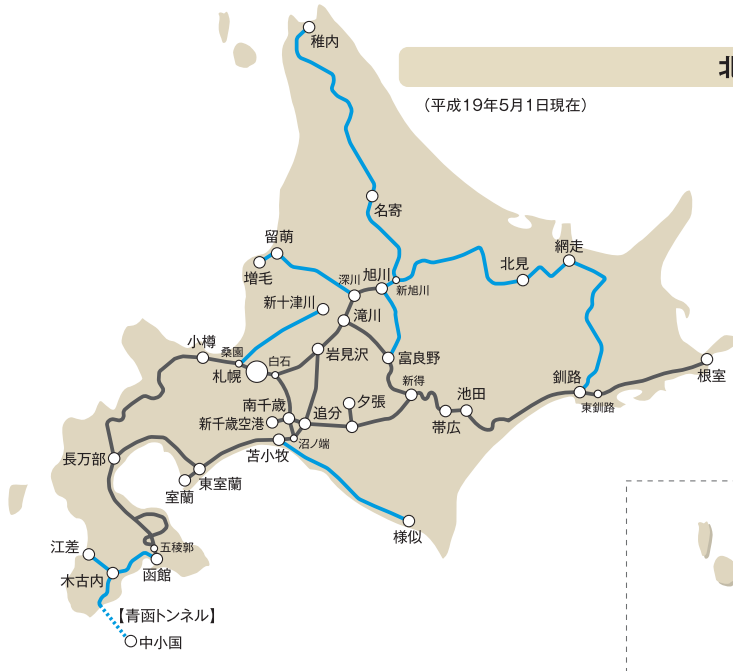 稚内
北
（平成19年5月1日現在）
名寄
留萌
増毛
深川
旭川
新旭川
北見
網走
新十津川
滝川
小樽
桑園
札幌
白石
岩見沢
富良野
新得
池田
帯広
釧路
東釧路
根室
南千歳
新千歳空港
追分
夕張
沼ノ端
苫小牧
長万部
室蘭
東室蘭
様似
江差
五稜郭
函館
木古内
【青函トンネル】
中小国